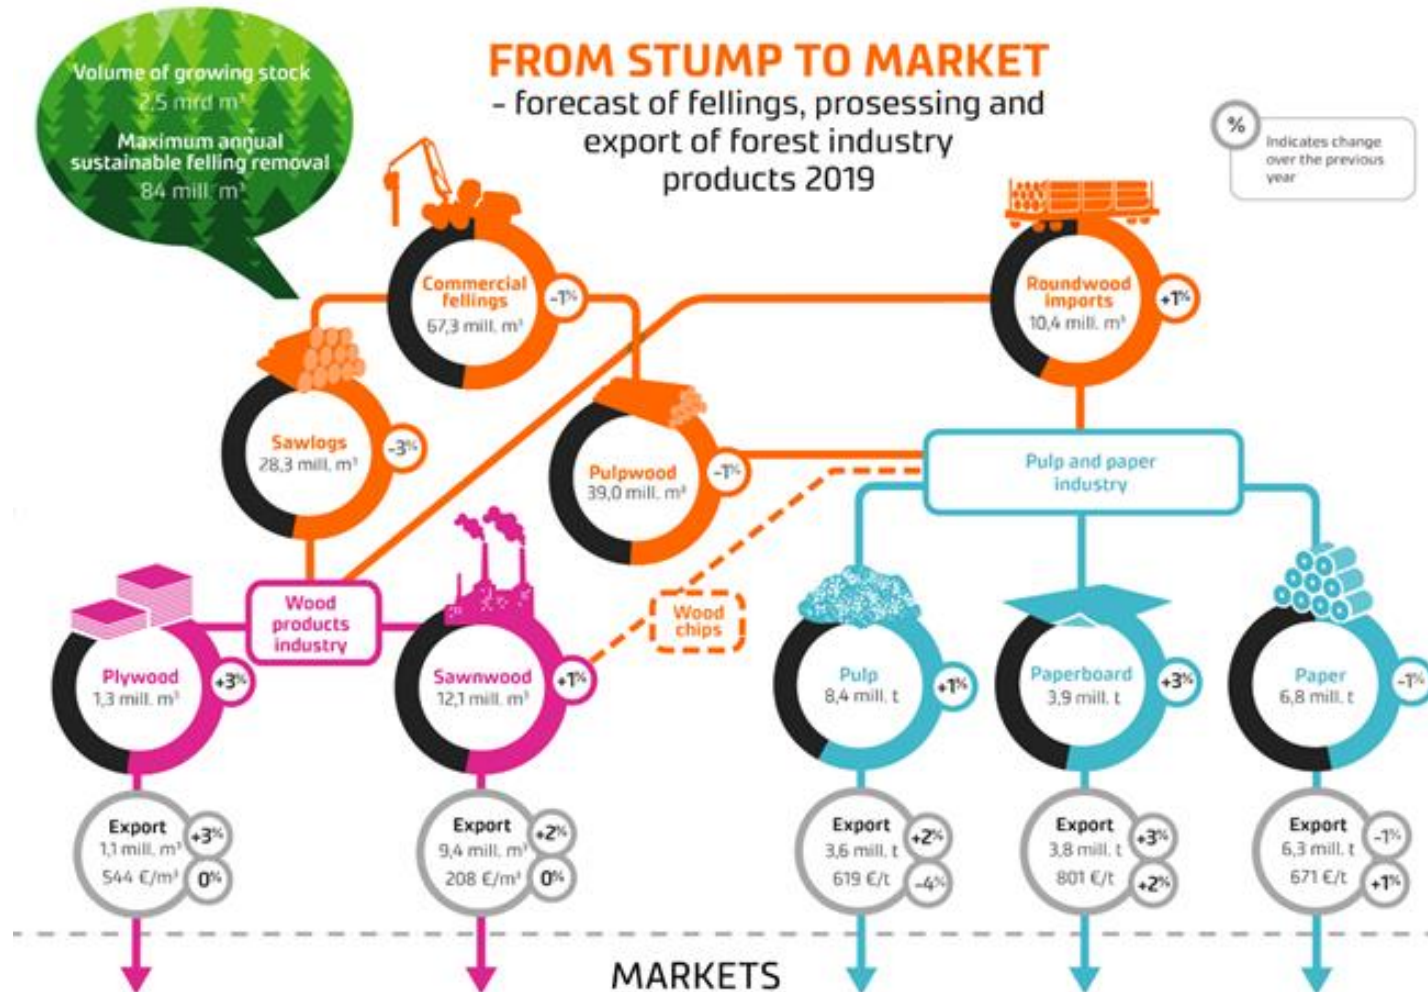 FROM STUMP TO MARKET
- forecast of fellings, prosessing and
export of forest industry
products 2019
Volume of growing stock
2,5 mrd m³
Maximum annual
sustainable felling removal
84 mill. m³
%
Indicates change
over the previous
year
Commercial
fellings
67,3 mill. m³
-1%
Roundwood
imports
10,4 mill. m³
+1%
Sawlogs
28,3 mill. m³
-3%
Pulpwood
39,0 mill. m³
-1%
Pulp and paper
industry
Wood
products
industry
Wood
chips
Plywood
1,3 mill. m³
+3%
Sawnwood
12,1 mill. m³
+1%
Pulp
8,4 mill. t
+1%
Paperboard
3,9 mill. t
+3%
Paper
6,8 mill. t
-1%
Export
1,1 mill. m³
544 €/m³
+3%
0%
Export
9,4 mill. m³
208 €/m³
+2%
0%
Export
3,6 mill. t
619 €/t
+2%
-4%
Export
3,8 mill. t
801 €/t
+3%
+2%
Export
6,3 mill. t
671 €/t
-1%
+1%
MARKETS